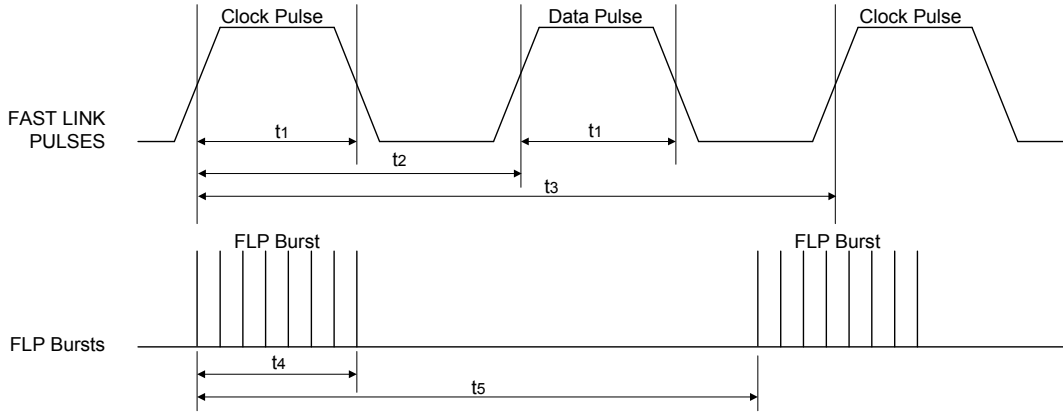 Clock Pulse
Data Pulse
Clock Pulse
FAST LINK
PULSES
t1
t1
t2
t3
FLP Burst
FLP Burst
FLP Bursts
t4
t5